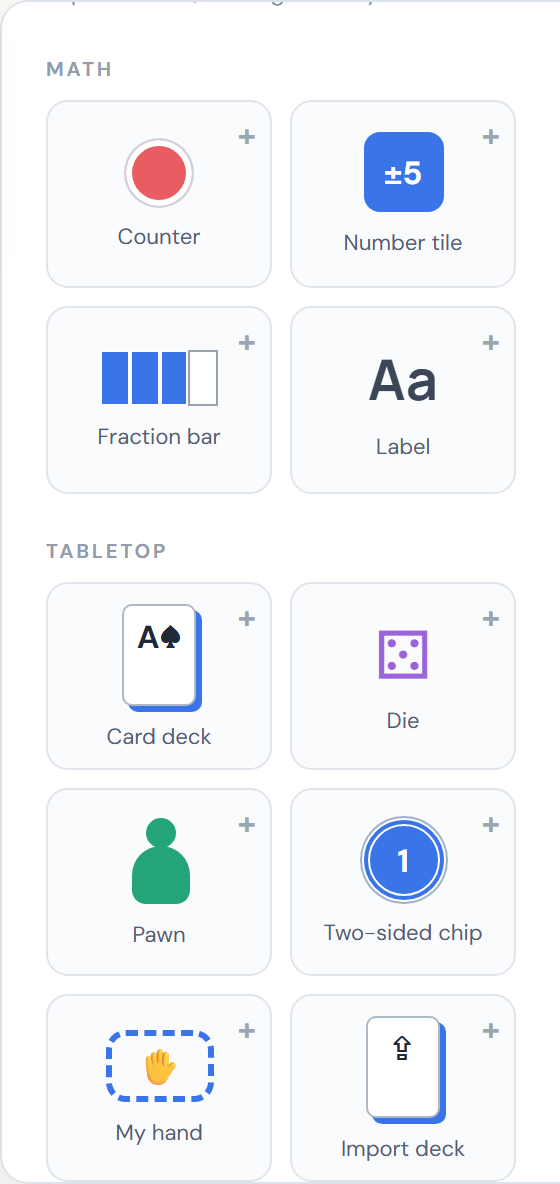 MATH
+
±5
+
Counter
Number tile
+
Aa
+
Fraction bar
Label
TABLETOP
A♠
+
+
Card deck
Die
+
1
+
Pawn
Two-sided chip
+
+
My hand
Import deck